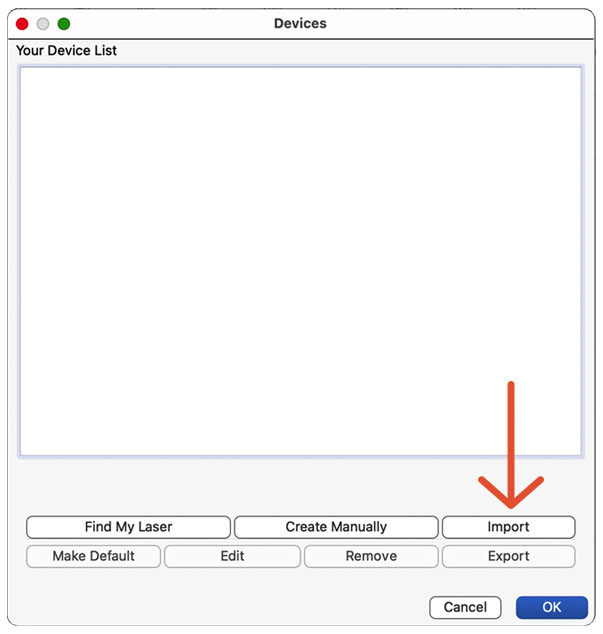 Devices
Your Device List
Find My Laser Create Manually Import
Make Default Edit Remove Export
Cancel OK